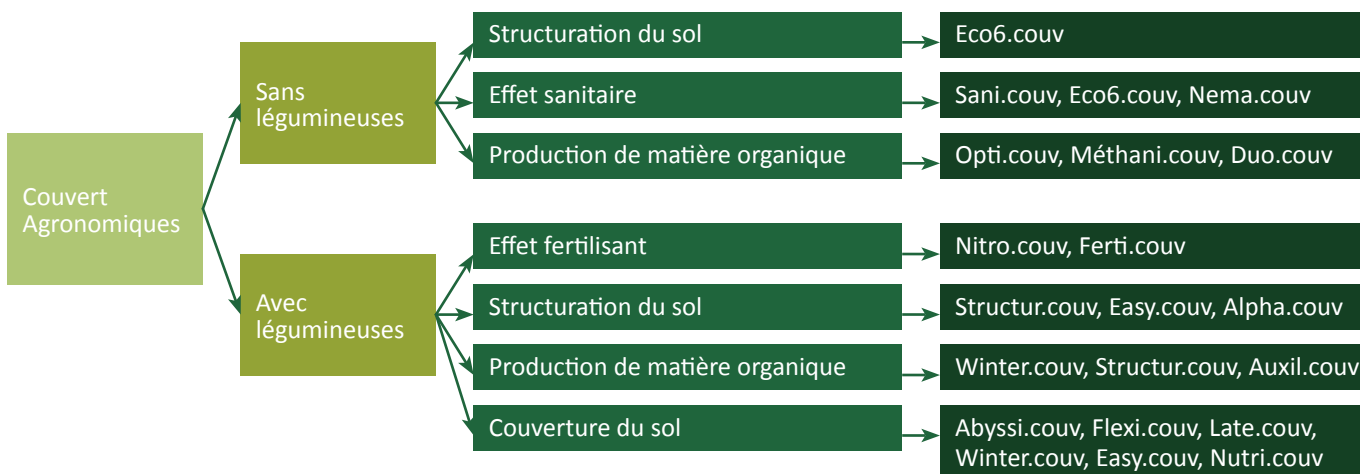 Couvert
Agronomiques
Sans
légumineuses
Structuration du sol
Eco6.couv
Effet sanitaire
Sani.couv, Eco6.couv, Nema.couv
Production de matière organique
Opti.couv, Méthani.couv, Duo.couv
Avec
légumineuses
Effet fertilisant
Nitro.couv, Ferti.couv
Structuration du sol
Structur.couv, Easy.couv, Alpha.couv
Production de matière organique
Winter.couv, Structur.couv, Auxil.couv
Couverture du sol
Abyssi.couv, Flexi.couv, Late.couv,
Winter.couv, Easy.couv, Nutri.couv